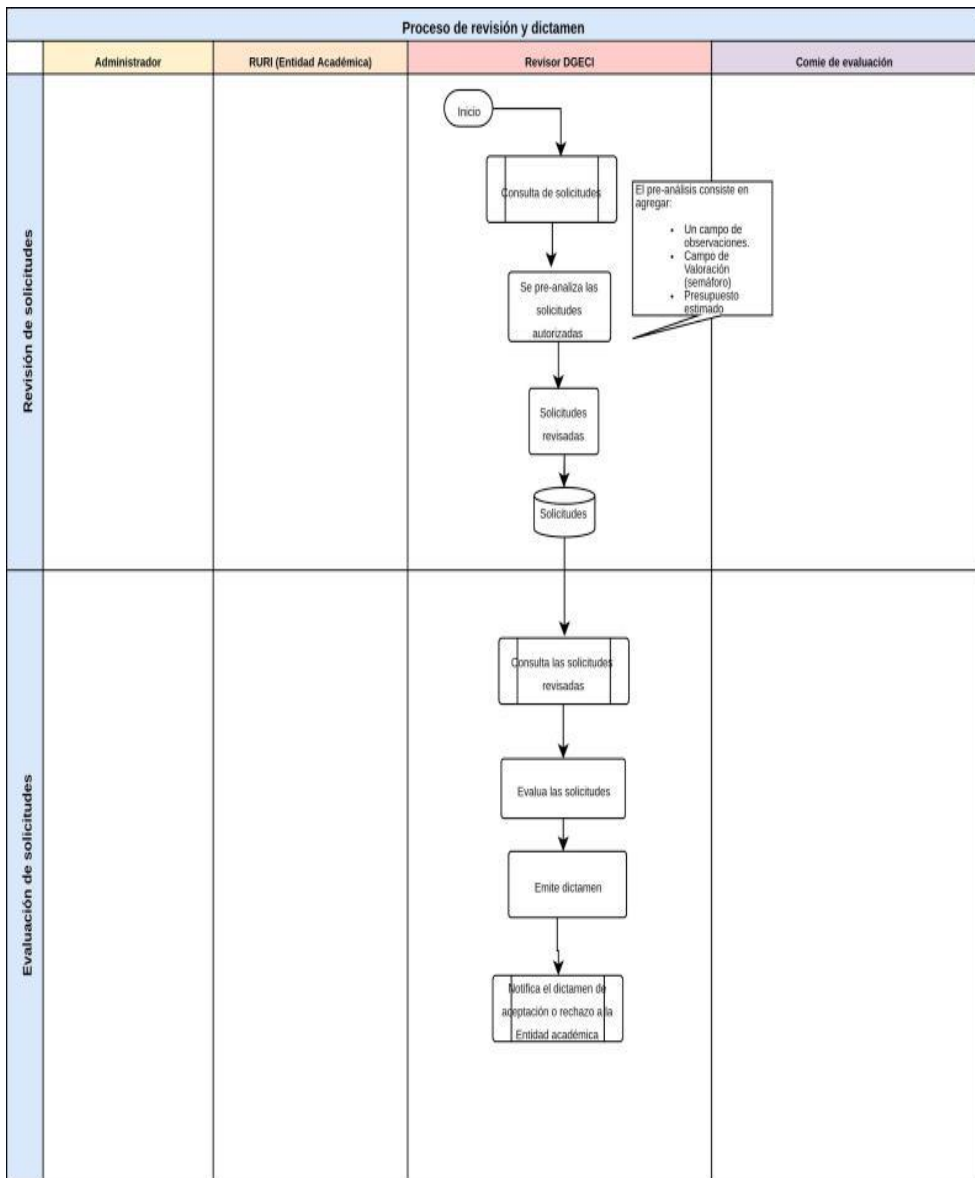 Proceso de revisión y dictamen
Administrador
RURI (Entidad Académica)
Revisor DGECI
Comie de evaluación
Revisión de solicitudes
Inicio
Consulta de solicitudes
El pre-análisis consiste en
agregar:
• Un campo de
observaciones.
• Campo de
Valoración
(semáforo)
• Presupuesto
estimado
Se pre-analiza las
solicitudes
autorizadas
Solicitudes
revisadas
Solicitudes
Evaluación de solicitudes
Consulta las solicitudes
revisadas
Evalua las solicitudes
Emite dictamen
Notifica el dictamen de
aceptación o rechazo a la
Entidad académica